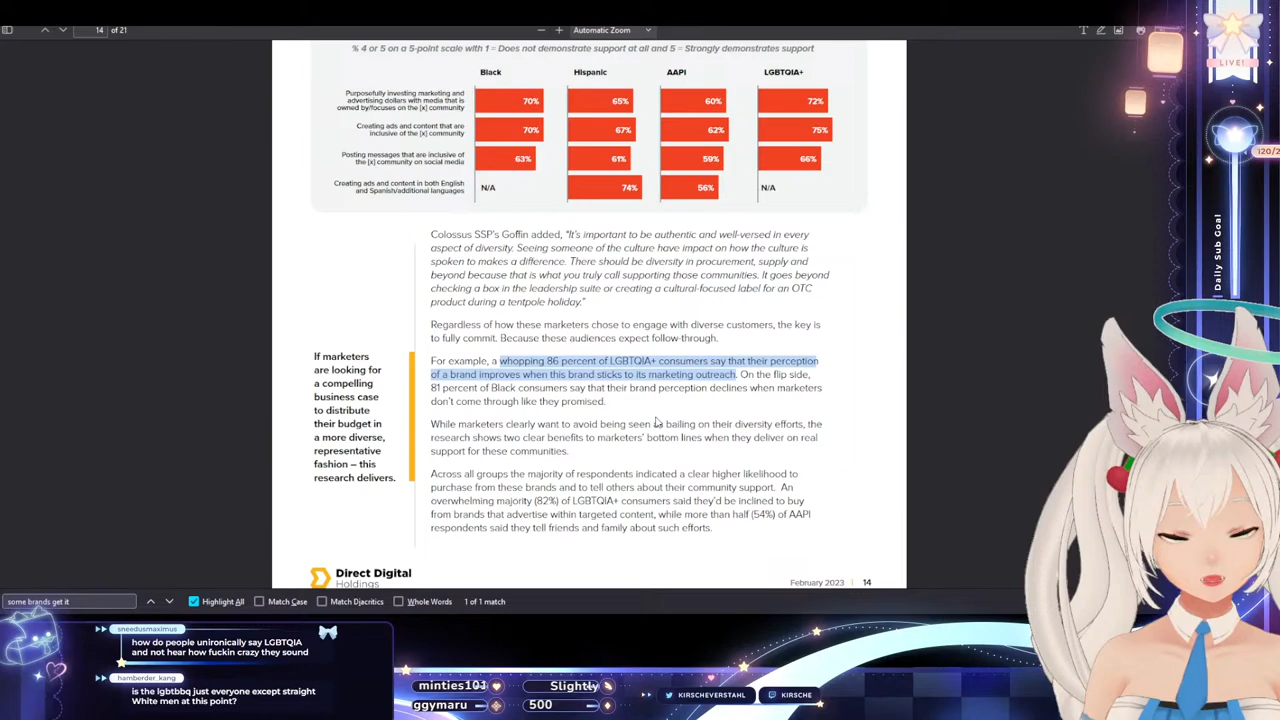 14
of 21
Automatic Zoom
% 4 or 5 on a 5-point scale with 1 = Does not demonstrate support at all and 5 = Strongly demonstrates support
Black
Hispanic
AAPI
LGBTQIA+
Purposefully investing marketing and
advertising dollars with media that is
owned by/focuses on the [x] community
70%
65%
60%
72%
Creating ads and content that are
inclusive of the [x] community
70%
67%
62%
75%
Posting messages that are inclusive of
the [x] community on social media
63%
61%
59%
66%
Creating ads and content in both English
and Spanish/additional languages
N/A
74%
56%
N/A
Colossus SSP's Goffin added, "It's important to be authentic and well-versed in every
aspect of diversity. Seeing someone of the culture have impact on how the culture is
spoken to makes a difference. There should be diversity in procurement, supply and
beyond because that is what you truly call supporting those communities. It goes beyond
checking a box in the leadership suite or creating a cultural-focused label for an OTC
product during a tentpole holiday."
Regardless of how these marketers chose to engage with diverse customers, the key is
to fully commit. Because these audiences expect follow-through.
For example, a whopping 86 percent of LGBTQIA+ consumers say that their perception
of a brand improves when this brand sticks to its marketing outreach. On the flip side,
81 percent of Black consumers say that their brand perception declines when marketers
don't come through like they promised.
While marketers clearly want to avoid being seen as bailing on their diversity efforts, the
research shows two clear benefits to marketers' bottom lines when they deliver on real
support for these communities.
Across all groups the majority of respondents indicated a clear higher likelihood to
purchase from these brands and to tell others about their community support. An
overwhelming majority (82%) of LGBTQIA+ consumers said they'd be inclined to buy
from brands that advertise within targeted content, while more than half (54%) of AAPI
respondents said they tell friends and family about such efforts.
If marketers
are looking for
a compelling
business case
to distribute
their budget in
a more diverse,
representative
fashion – this
research delivers.
Direct Digital
Holdings
February 2023
14
some brands get it
Highlight All
Match Case
Match Diacritics
Whole Words
1 of 1 match
sneedusmaximus
how do people unironically say LGBTQIA
and not hear how fuckin crazy they sound
hamberder_kang
is the lgbtbbq just everyone except straight
White men at this point?
minties101
Slightly
ggymaru
500
KIRSCHEVERSTAHL
KIRSCHE
LIVE!
Daily Sub Goal